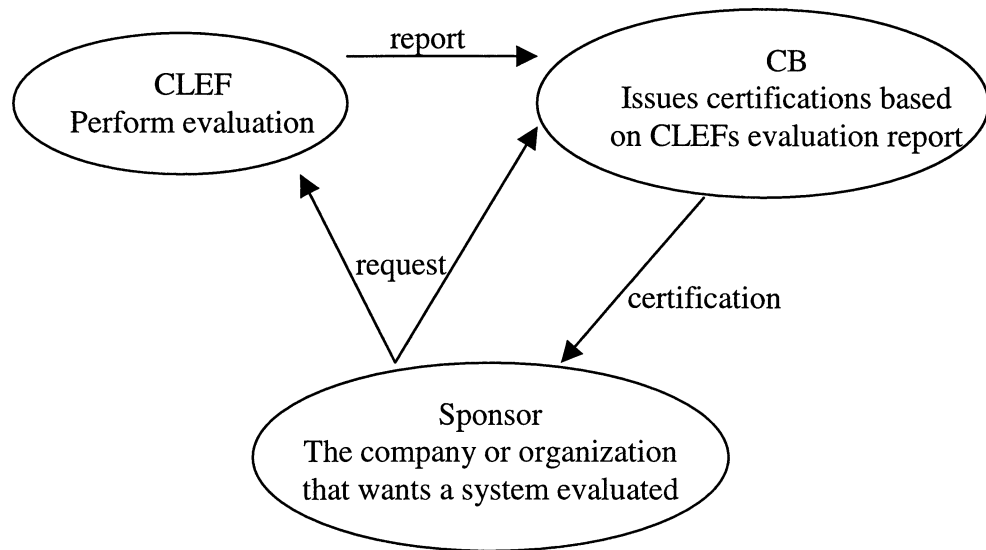 report
CLEF
Perform evaluation
CB
Issues certifications based
on CLEFs evaluation report
request
certification
Sponsor
The company or organization
that wants a system evaluated